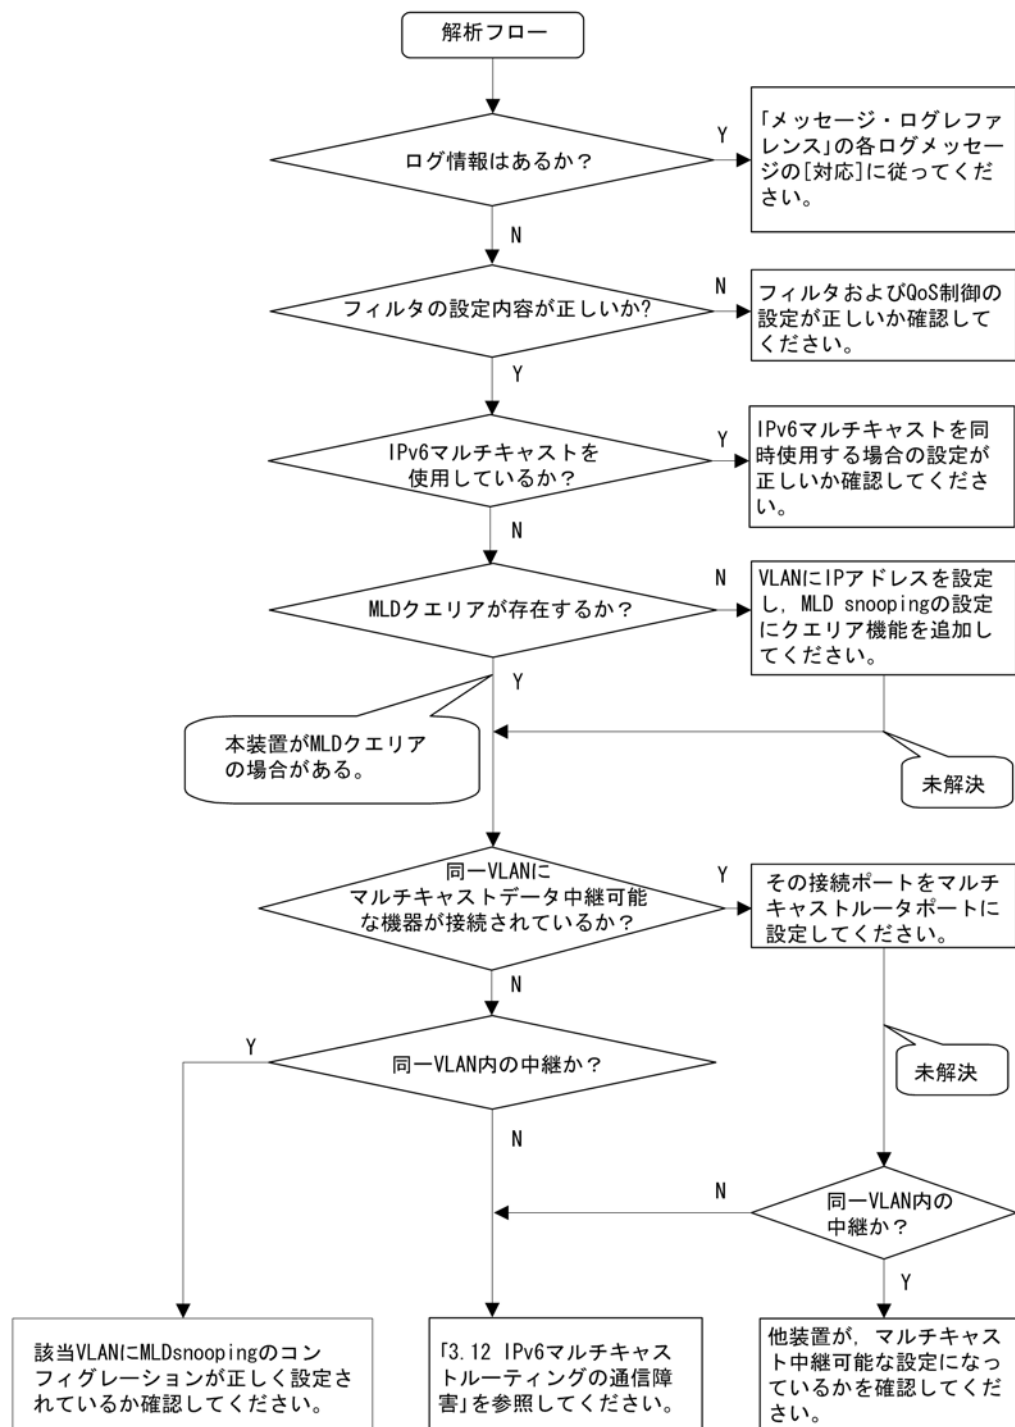 解析フロー
ログ情報はあるか？
Y
「メッセージ・ログレファ
レンス」の各ログメッセー
ジの[対応]に従ってくだ
さい。
N
フィルタの設定内容が正しいか?
N
フィルタおよびQoS制御の
設定が正しいか確認して
ください。
Y
IPv6マルチキャストを
使用しているか？
Y
IPv6マルチキャストを同
時使用する場合の設定が
正しいか確認してくださ
い。
N
MLDクエリアが存在するか？
N
VLANにIPアドレスを設定
し，MLD snoopingの設定
にクエリア機能を追加し
てください。
Y
本装置がMLDクエリア
の場合がある。
未解決
同一VLANに
マルチキャストデータ中継可能
な機器が接続されているか？
Y
その接続ポートをマルチ
キャストルータポートに
設定してください。
N
同一VLAN内の中継か？
Y
未解決
N
同一VLAN内の
中継か？
N
Y
該当VLANにMLDsnoopingのコン
フィグレーションが正しく設定さ
れているか確認してください。
「3.12 IPv6マルチキャス
トルーティングの通信障
害」を参照してください。
他装置が，マルチキャス
ト中継可能な設定になっ
ているかを確認してくだ
さい。